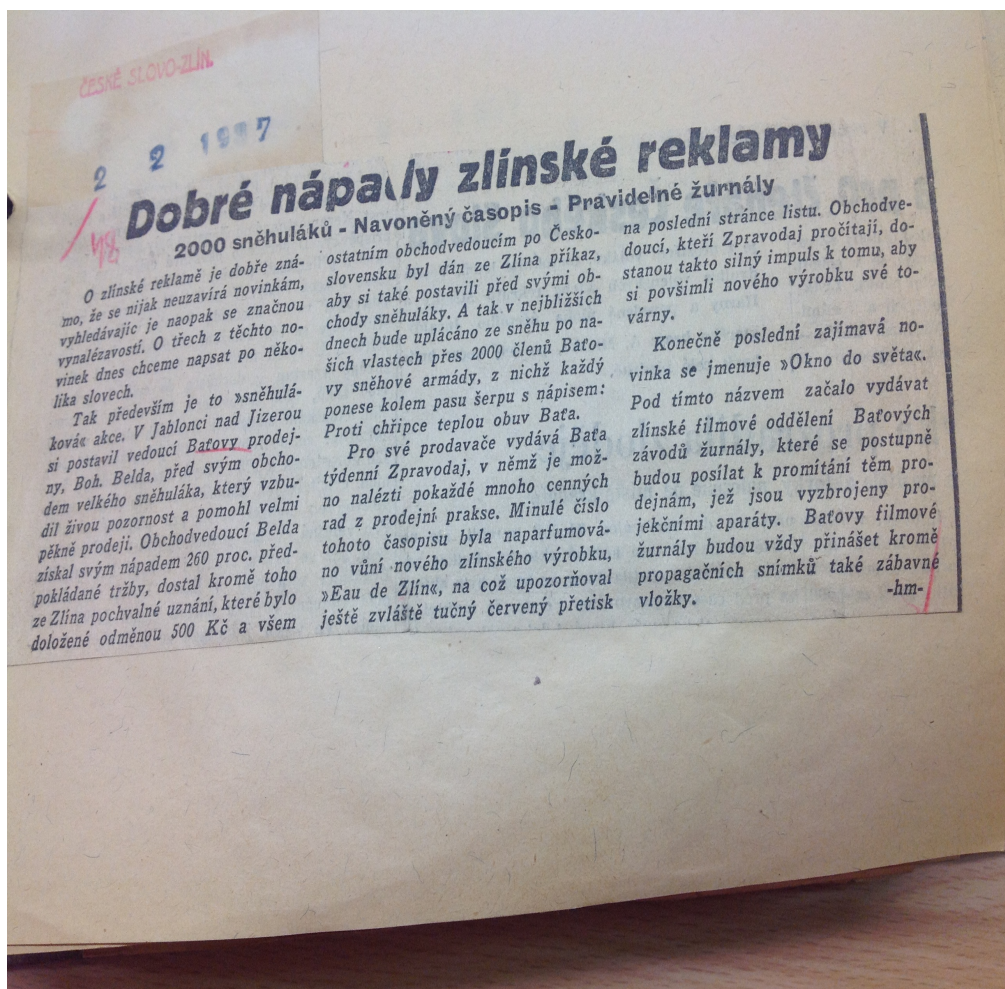 ČESKÉ SLOVO-ZLÍN.
2 2 1937
Dobré nápady zlínské reklamy
2000 sněhuláků - Navoněný časopis - Pravidelné žurnály
O zlínské reklamě je dobře zná-
mo, že se nijak neuzavírá novinkám,
vyhledávajíc je naopak se značnou
vynalézavostí. O třech z těchto no-
vinek dnes chceme napsat po něko-
lika slovech.
Tak především je to »sněhulá-
ková« akce. V Jablonci nad Jizerou
si postavil vedoucí Baťovy prodej-
ny, Boh. Belda, před svým obcho-
dem velkého sněhuláka, který vzbu-
dil živou pozornost a pomohl velmi
pěkně prodeji. Obchodvedoucí Belda
získal svým nápadem 260 proc. před-
pokládané tržby, dostal kromě toho
ze Zlína pochvalné uznání, které bylo
doložené odměnou 500 Kč a všem
ostatním obchodvedoucím po Česko-
slovensku byl dán ze Zlína příkaz,
aby si také postavili před svými ob-
chody sněhuláky. A tak v nejbližších
dnech bude uplácáno ze sněhu po na-
šich vlastech přes 2000 členů Baťo-
vy sněhové armády, z nichž každý
ponese kolem pasu šerpu s nápisem:
Proti chřipce teplou obuv Baťa.
Pro své prodavače vydává Baťa
týdenní Zpravodaj, v němž je mož-
no nalézti pokaždé mnoho cenných
rad z prodejní prakse. Minulé číslo
tohoto časopisu byla naparfumová-
no vůní nového zlínského výrobku,
»Eau de Zlín«, na což upozorňoval
ještě zvláště tučný červený přetisk
na poslední stránce listu. Obchodve-
doucí, kteří Zpravodaj pročítají, do-
stanou takto silný impuls k tomu, aby
si povšimli nového výrobku své to-
várny.
Konečně poslední zajímavá no-
vinka se jmenuje »Okno do světa«.
Pod tímto názvem začalo vydávat
zlínské filmové oddělení Baťových
závodů žurnály, které se postupně
budou posílat k promítání těm pro-
dejnám, jež jsou vyzbrojeny pro-
jekčními aparáty. Baťovy filmové
žurnály budou vždy přinášet kromě
propagačních snímků také zábavné
vložky. -hm-